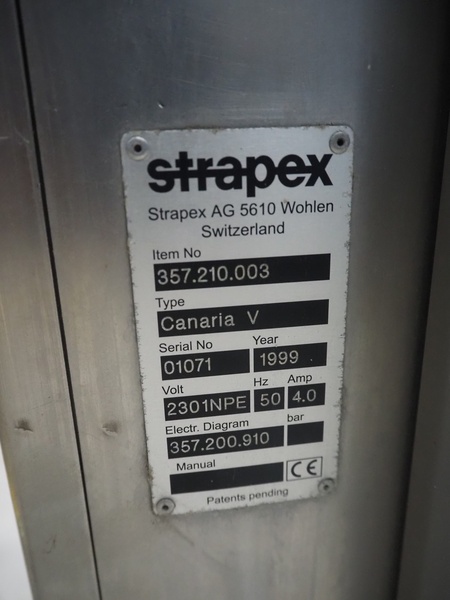 strapex
Strapex AG 5610 Wohlen
Switzerland
Item No
357.210.003
Type
Canaria V
Serial No Year
01071 1999
Volt Hz Amp
2301NPE 50 4.0
Electr. Diagram bar
357.200.910
Manual CE
Patents pending